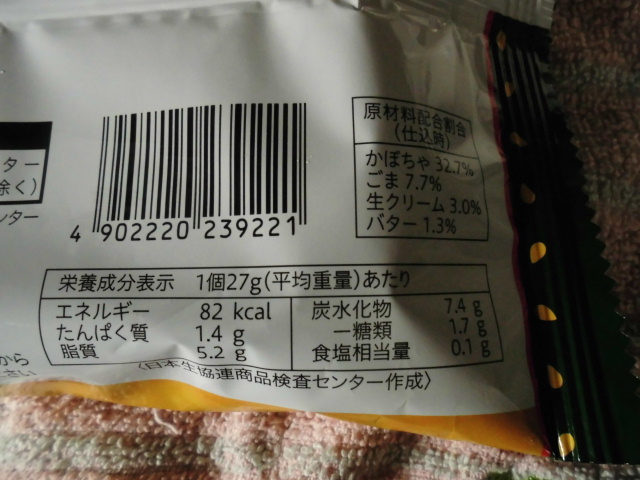 原材料配合割合
(仕込時)
かぼちゃ 32.7%
ごま 7.7%
生クリーム 3.0%
バター 1.3%
ター
除く)
ンター
4 902220 239221
栄養成分表示 1個27g(平均重量)あたり
エネルギー 82 kcal
たんぱく質 1.4 g
脂質 5.2 g
炭水化物 7.4 g
ー糖類 1.7 g
食塩相当量 0.1 g
から
さい
〈日本生協連商品検査センター作成〉